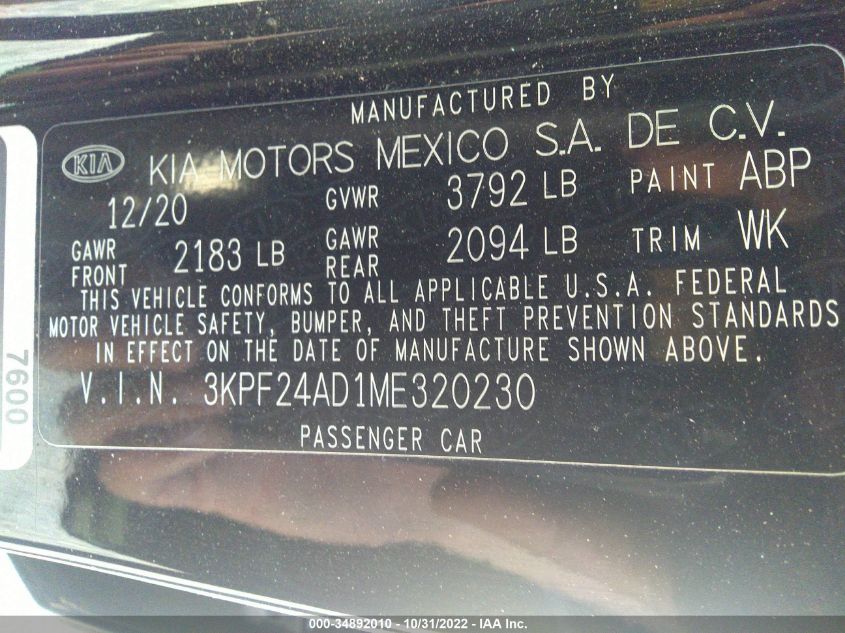 MANUFACTURED BY
KIA KIA MOTORS MEXICO S.A. DE C.V.
12/20 GVWR 3792 LB PAINT ABP
GAWR FRONT 2183 LB GAWR REAR 2094 LB TRIM WK
THIS VEHICLE CONFORMS TO ALL APPLICABLE U.S.A. FEDERAL
MOTOR VEHICLE SAFETY, BUMPER, AND THEFT PREVENTION STANDARDS
IN EFFECT ON THE DATE OF MANUFACTURE SHOWN ABOVE.
V.I.N. 3KPF24AD1ME320230
PASSENGER CAR
7600
000-34892010 - 10/31/2022 - IAA Inc.